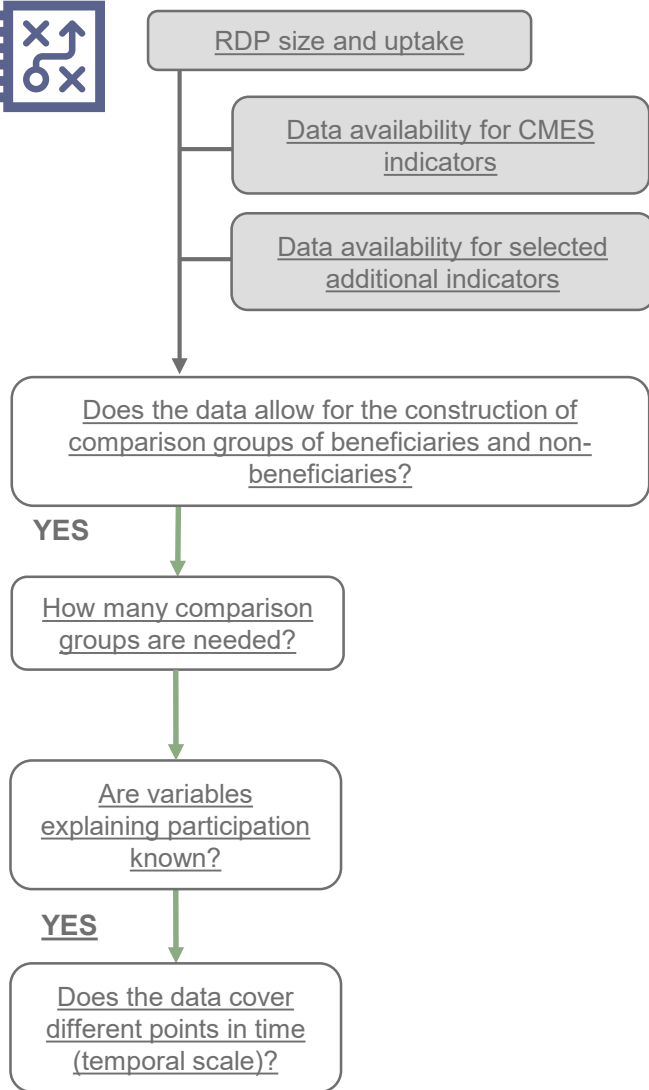 RDP size and uptake
Data availability for CMES
indicators
Data availability for selected
additional indicators
Does the data allow for the construction of
comparison groups of beneficiaries and non-
beneficiaries?
YES
How many comparison
groups are needed?
Are variables
explaining participation
known?
YES
Does the data cover
different points in time
(temporal scale)?